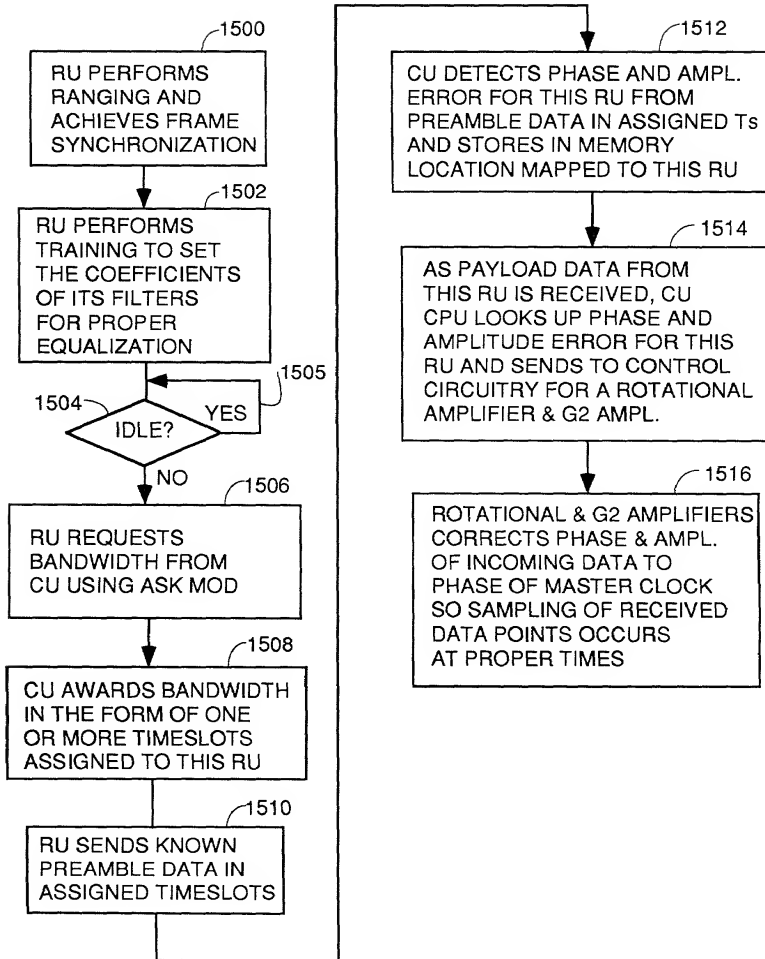 1500
RU PERFORMS
RANGING AND
ACHIEVES FRAME
SYNCHRONIZATION
1502
RU PERFORMS
TRAINING TO SET
THE COEFFICIENTS
OF ITS FILTERS
FOR PROPER
EQUALIZATION
1505
1504
YES
IDLE?
NO
1506
RU REQUESTS
BANDWIDTH FROM
CU USING ASK MOD
1508
CU AWARDS BANDWIDTH
IN THE FORM OF ONE
OR MORE TIMESLOTS
ASSIGNED TO THIS RU
1510
RU SENDS KNOWN
PREAMBLE DATA IN
ASSIGNED TIMESLOTS
1512
CU DETECTS PHASE AND AMPL.
ERROR FOR THIS RU FROM
PREAMBLE DATA IN ASSIGNED Ts
AND STORES IN MEMORY
LOCATION MAPPED TO THIS RU
1514
AS PAYLOAD DATA FROM
THIS RU IS RECEIVED, CU
CPU LOOKS UP PHASE AND
AMPLITUDE ERROR FOR THIS
RU AND SENDS TO CONTROL
CIRCUITRY FOR A ROTATIONAL
AMPLIFIER & G2 AMPL.
1516
ROTATIONAL & G2 AMPLIFIERS
CORRECTS PHASE & AMPL.
OF INCOMING DATA TO
PHASE OF MASTER CLOCK
SO SAMPLING OF RECEIVED
DATA POINTS OCCURS
AT PROPER TIMES